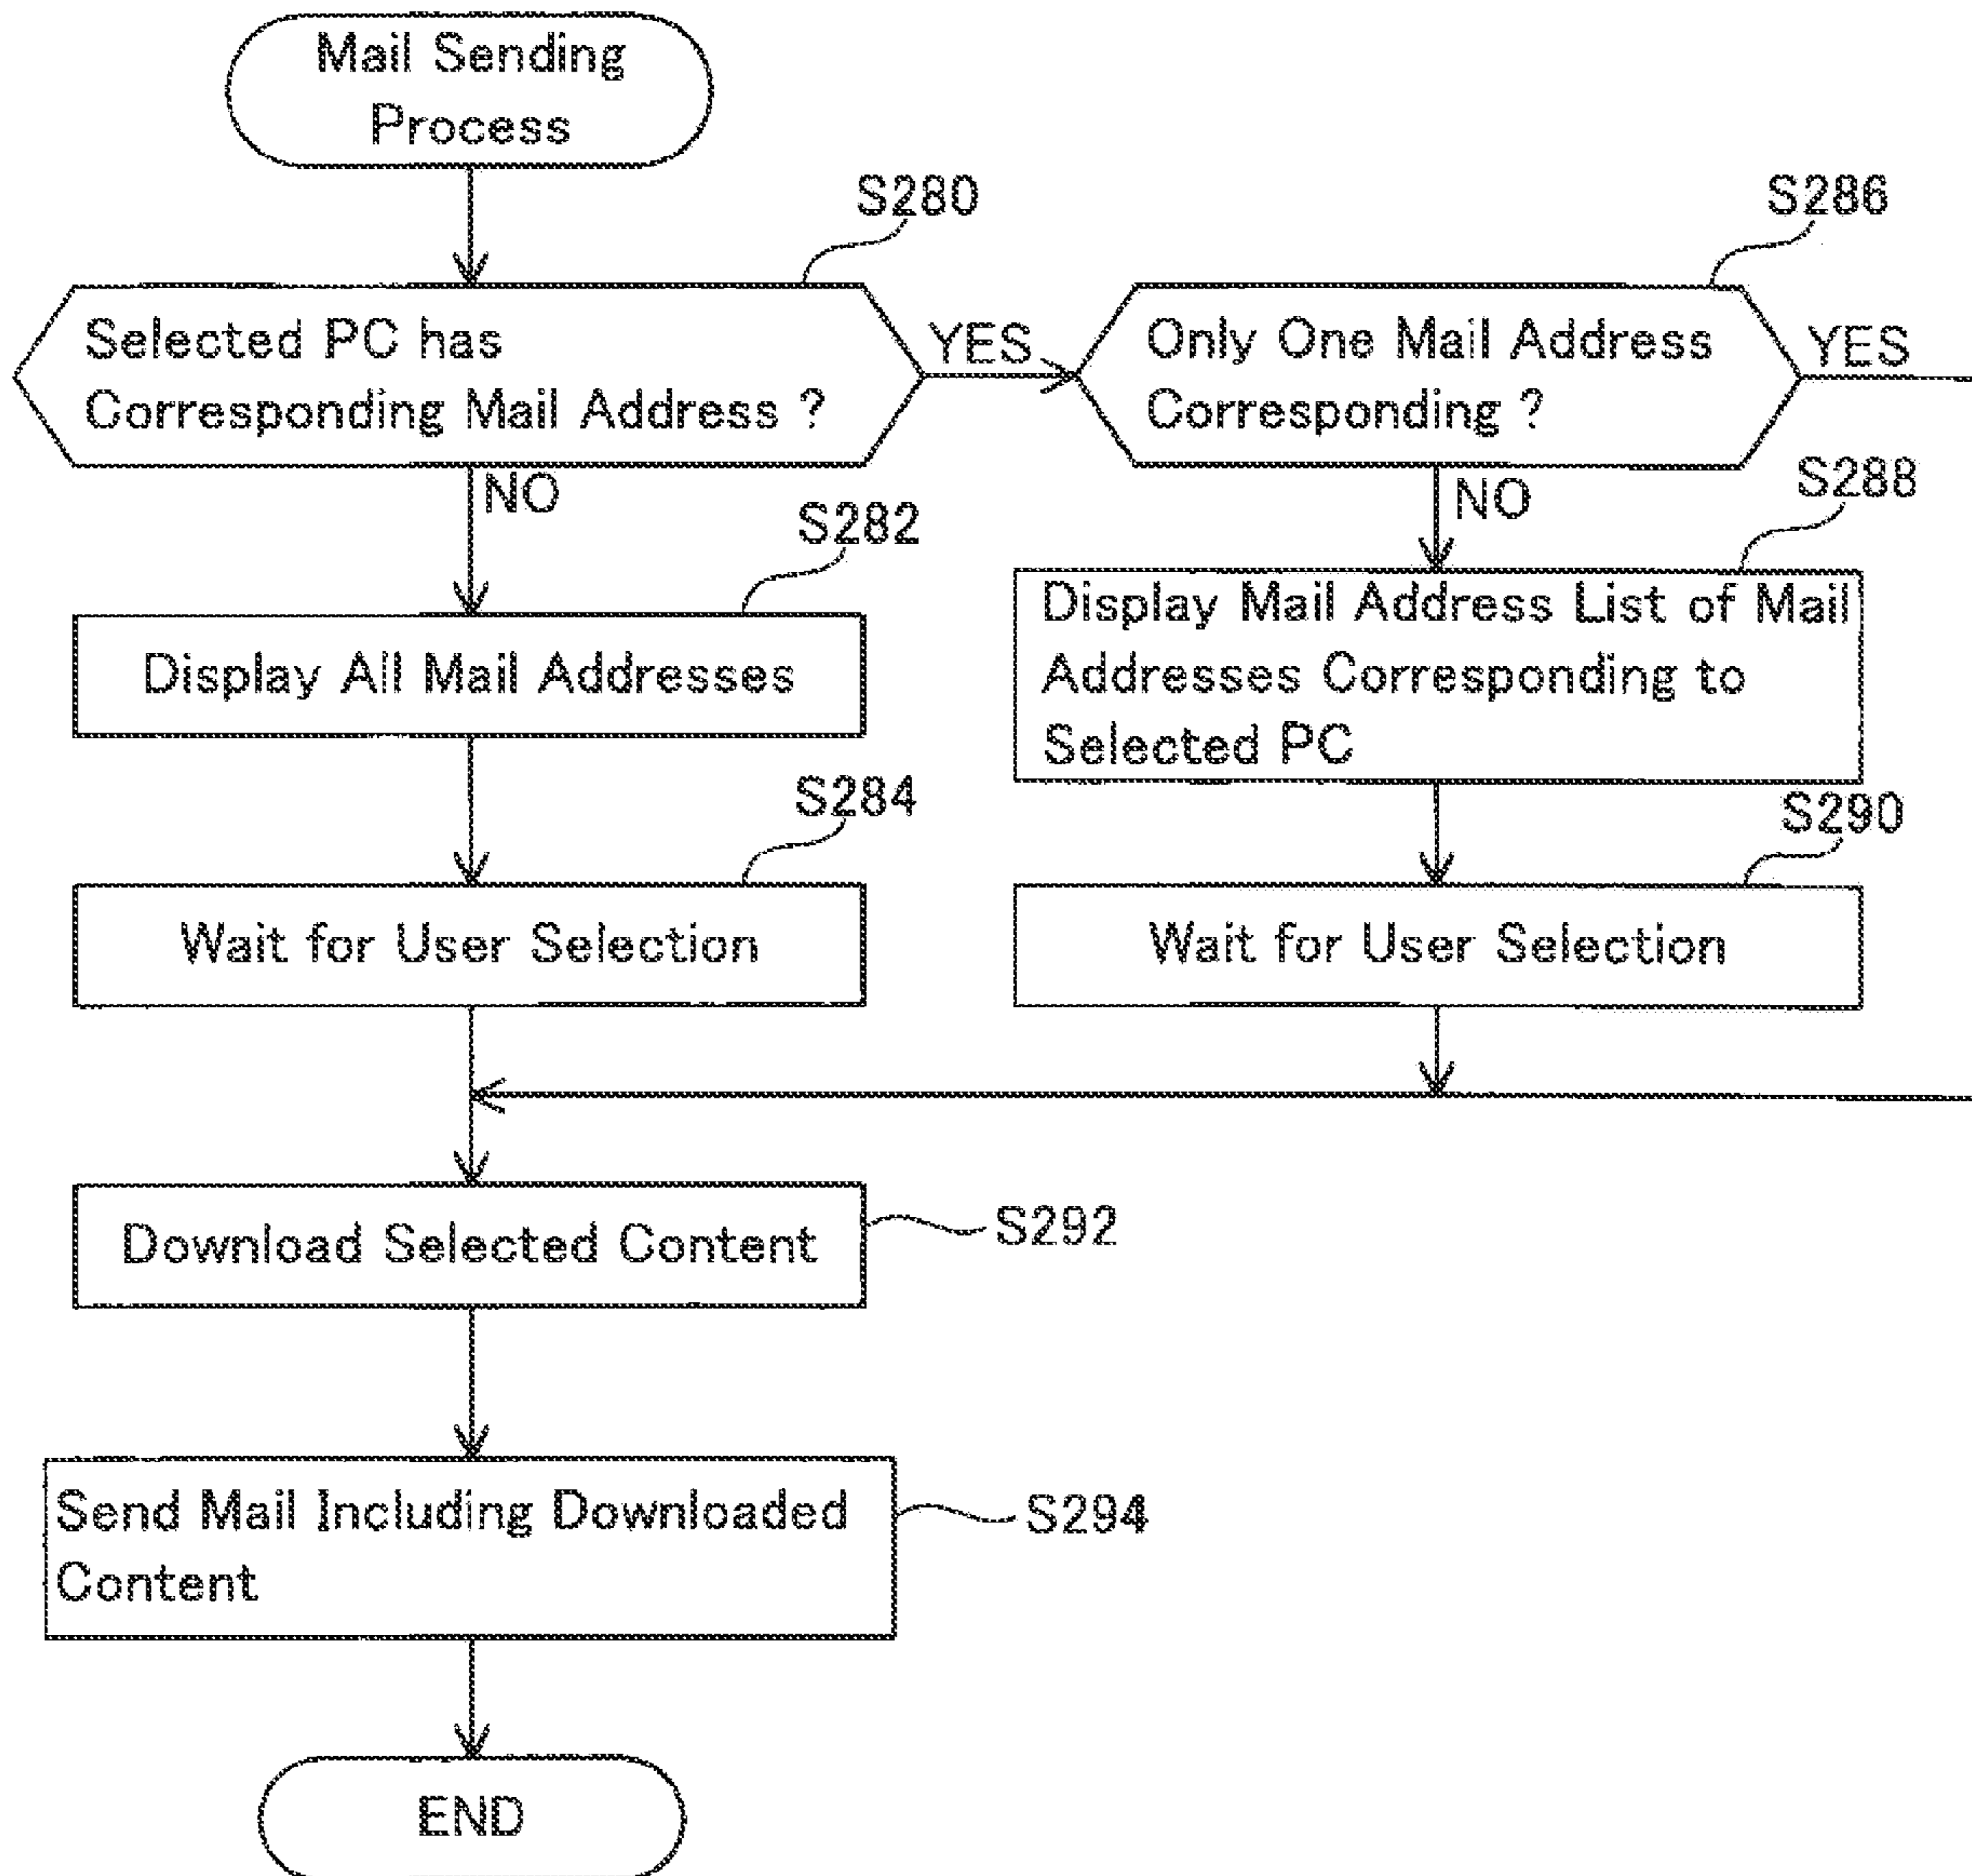 Mail Sending
Process
S280
S286
Selected PC has
Corresponding Mail Address ?
YES
Only One Mail Address
Corresponding ?
YES
NO
NO
S282
S288
Display All Mail Addresses
Display Mail Address List of Mail
Addresses Corresponding to
Selected PC
S284
S290
Wait for User Selection
Wait for User Selection
Download Selected Content
S292
Send Mail Including Downloaded
Content
S294
END